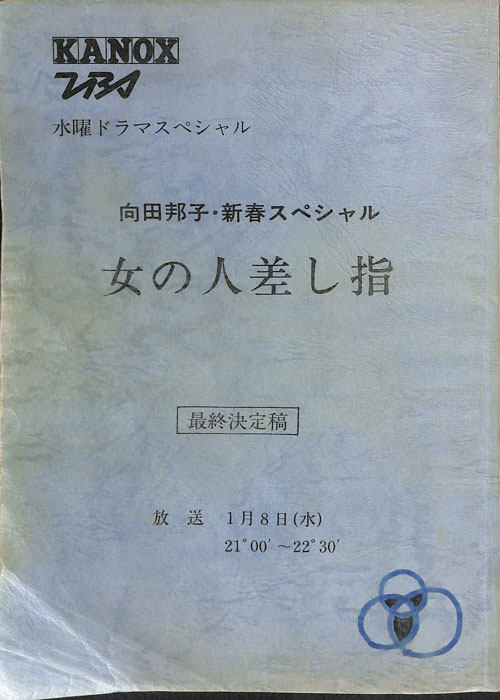 KANOX
TBS
水曜ドラマスペシャル
向田邦子・新春スペシャル
女の人差し指
最終決定稿
放送 1月8日(水)
21°00′～22°30′